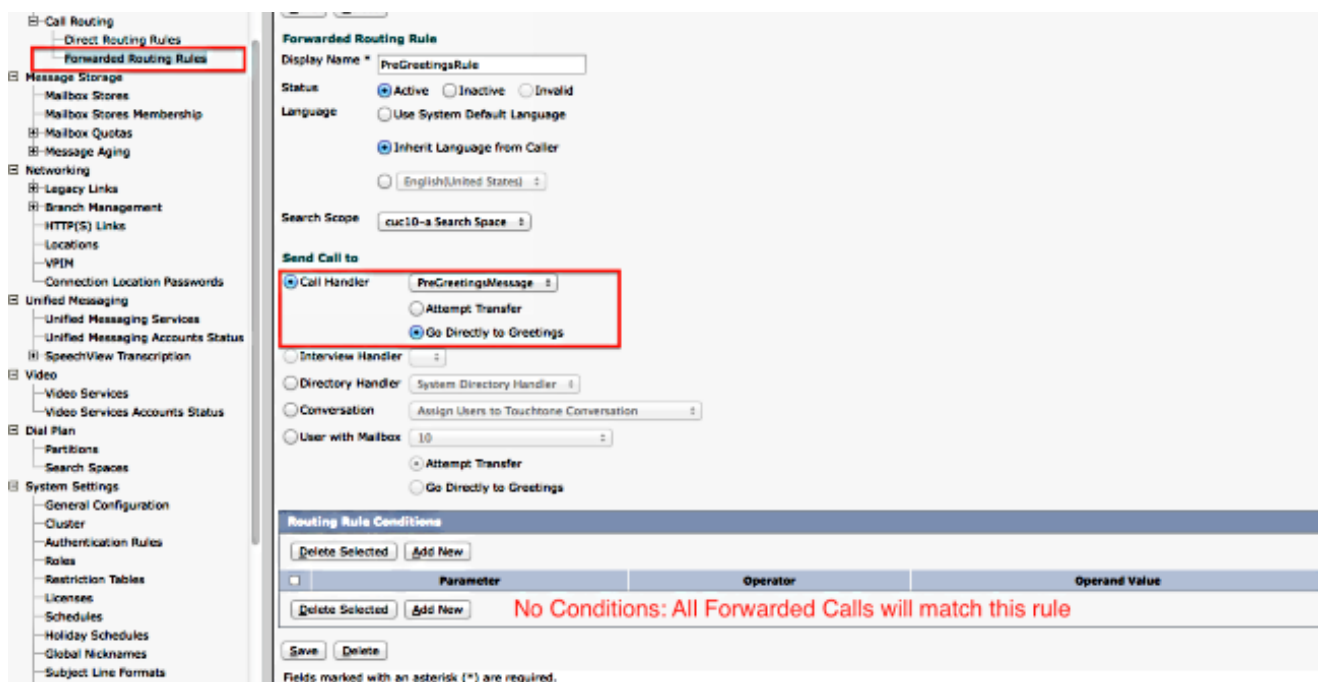 Call Routing
Direct Routing Rules
Forwarded Routing Rules
Message Storage
Mailbox Stores
Mailbox Stores Membership
Mailbox Quotas
Message Aging
Networking
Legacy Links
Branch Management
HTTP(S) Links
Locations
VPIM
Connection Location Passwords
Unified Messaging
Unified Messaging Services
Unified Messaging Accounts Status
SpeechView Transcription
Video
Video Services
Video Services Accounts Status
Dial Plan
Partitions
Search Spaces
System Settings
General Configuration
Cluster
Authentication Rules
Roles
Restriction Tables
Licenses
Schedules
Holiday Schedules
Global Nicknames
Subject Line Formats
Forwarded Routing Rule
Display Name * PreGreetingsRule
Status Active Inactive Invalid
Language Use System Default Language
Inherit Language from Caller
English(United States)
Search Scope cuc10-a Search Space
Send Call to
Call Handler PreGreetingsMessage
Attempt Transfer
Go Directly to Greetings
Interview Handler
Directory Handler System Directory Handler
Conversation Assign Users to Touchtone Conversation
User with Mailbox 10
Attempt Transfer
Go Directly to Greetings
Routing Rule Conditions
Delete Selected Add New
Parameter Operator Operand Value
Delete Selected Add New No Conditions: All Forwarded Calls will match this rule
Save Delete
Fields marked with an asterisk (*) are required.